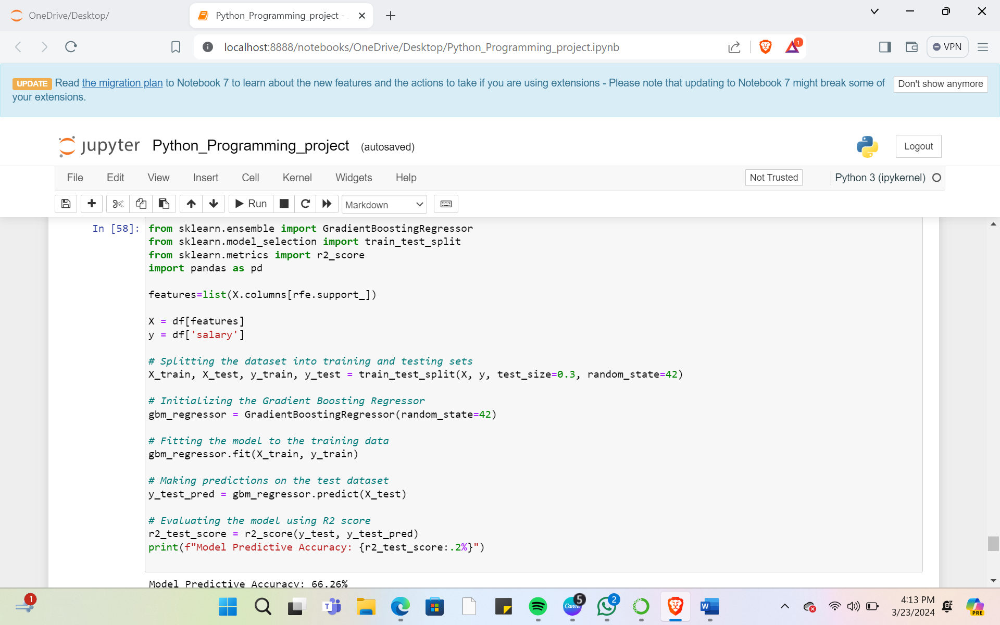 OneDrive/Desktop/
Python_Programming_project -
localhost:8888/notebooks/OneDrive/Desktop/Python_Programming_project.ipynb
1
VPN
UPDATE Read the migration plan to Notebook 7 to learn about the new features and the actions to take if you are using extensions - Please note that updating to Notebook 7 might break some of
your extensions.
Don't show anymore
jupyter Python_Programming_project (autosaved)
Logout
File Edit View Insert Cell Kernel Widgets Help
Not Trusted
Python 3 (ipykernel)
Run
Markdown
In [58]: from sklearn.ensemble import GradientBoostingRegressor
from sklearn.model_selection import train_test_split
from sklearn.metrics import r2_score
import pandas as pd
features=list(X.columns[rfe.support_])
X = df[features]
y = df['salary']
# Splitting the dataset into training and testing sets
X_train, X_test, y_train, y_test = train_test_split(X, y, test_size=0.3, random_state=42)
# Initializing the Gradient Boosting Regressor
gbm_regressor = GradientBoostingRegressor(random_state=42)
# Fitting the model to the training data
gbm_regressor.fit(X_train, y_train)
# Making predictions on the test dataset
y_test_pred = gbm_regressor.predict(X_test)
# Evaluating the model using R2 score
r2_test_score = r2_score(y_test, y_test_pred)
print(f"Model Predictive Accuracy: {r2_test_score:.2%}")
Model Predictive Accuracy: 66.26%
1
T
Canva
5
2
W
4:13 PM
3/23/2024
PRE